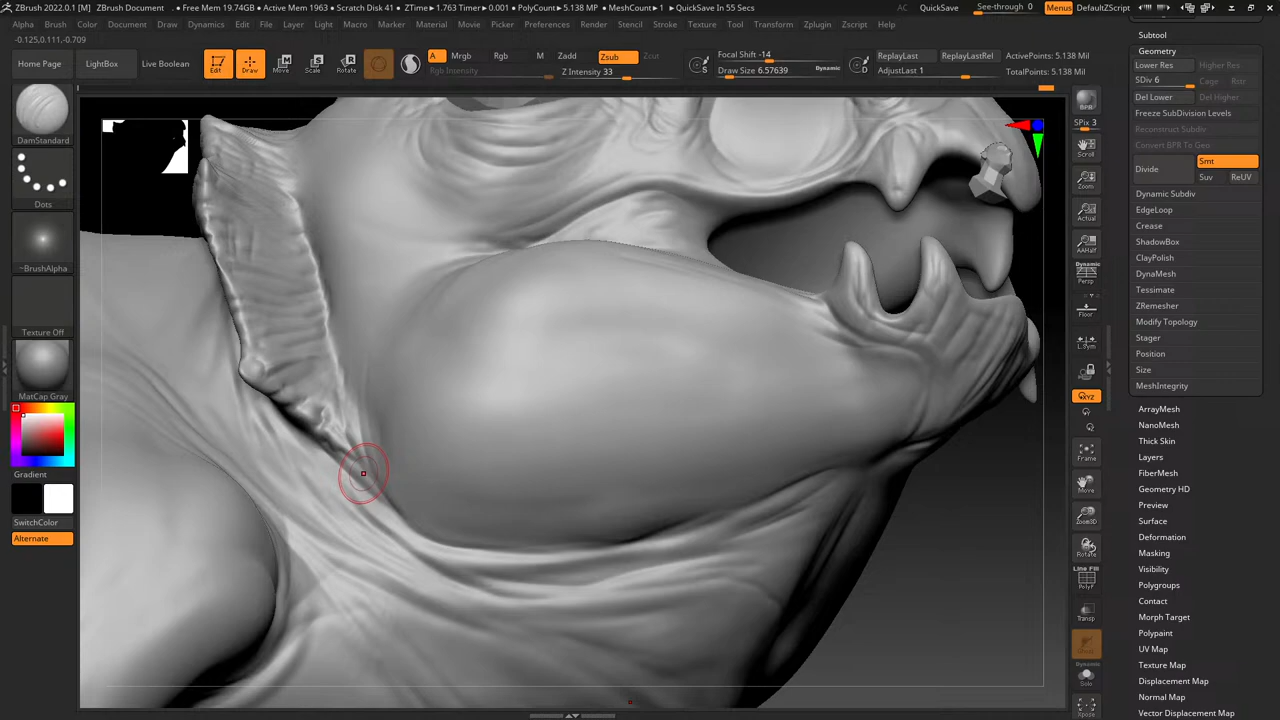 ZBrush 2022.0.1 [M] ZBrush Document • Free Mem 19.74GB • Active Mem 1963 • Scratch Disk 41 • ZTime▸1.763 Timer▸0.001 • PolyCount▸5.138 MP • MeshCount▸1 • QuickSave In 55 Secs AC QuickSave See-through 0 Menus DefaultZScript
Alpha Brush Color Document Draw Dynamics Edit File Layer Light Macro Marker Material Movie Picker Preferences Render Stencil Stroke Texture Tool Transform Zplugin Zscript Help
-0.125,0.111,-0.709
Home Page
LightBox
Live Boolean
Edit
Draw
Move
Scale
Rotate
A
Mrgb
Rgb
M
Zadd
Zsub
Zcut
Rgb Intensity
Z Intensity 33
S
Focal Shift -14
Draw Size 6.57639
Dynamic
D
ReplayLast
ReplayLastRel
AdjustLast 1
ActivePoints: 5.138 Mil
TotalPoints: 5.138 Mil
DamStandard
Dots
~BrushAlpha
Texture Off
MatCap Gray
Gradient
SwitchColor
Alternate
BPR
SPix 3
Scroll
Zoom
Actual
AAHalf
Dynamic
Persp
Floor
L.Sym
XYZ
Frame
Move
Zoom3D
Rotate
Line Fill
PolyF
Transp
Ghost
Dynamic
Solo
Xpose
Subtool
Geometry
Lower Res
Higher Res
SDiv 6
Cage
Rstr
Del Lower
Del Higher
Freeze SubDivision Levels
Reconstruct Subdiv
Convert BPR To Geo
Divide
Smt
Suv
ReUV
Dynamic Subdiv
EdgeLoop
Crease
ShadowBox
ClayPolish
DynaMesh
Tessimate
ZRemesher
Modify Topology
Stager
Position
Size
MeshIntegrity
ArrayMesh
NanoMesh
Thick Skin
Layers
FiberMesh
Geometry HD
Preview
Surface
Deformation
Masking
Visibility
Polygroups
Contact
Morph Target
Polypaint
UV Map
Texture Map
Displacement Map
Normal Map
Vector Displacement Map